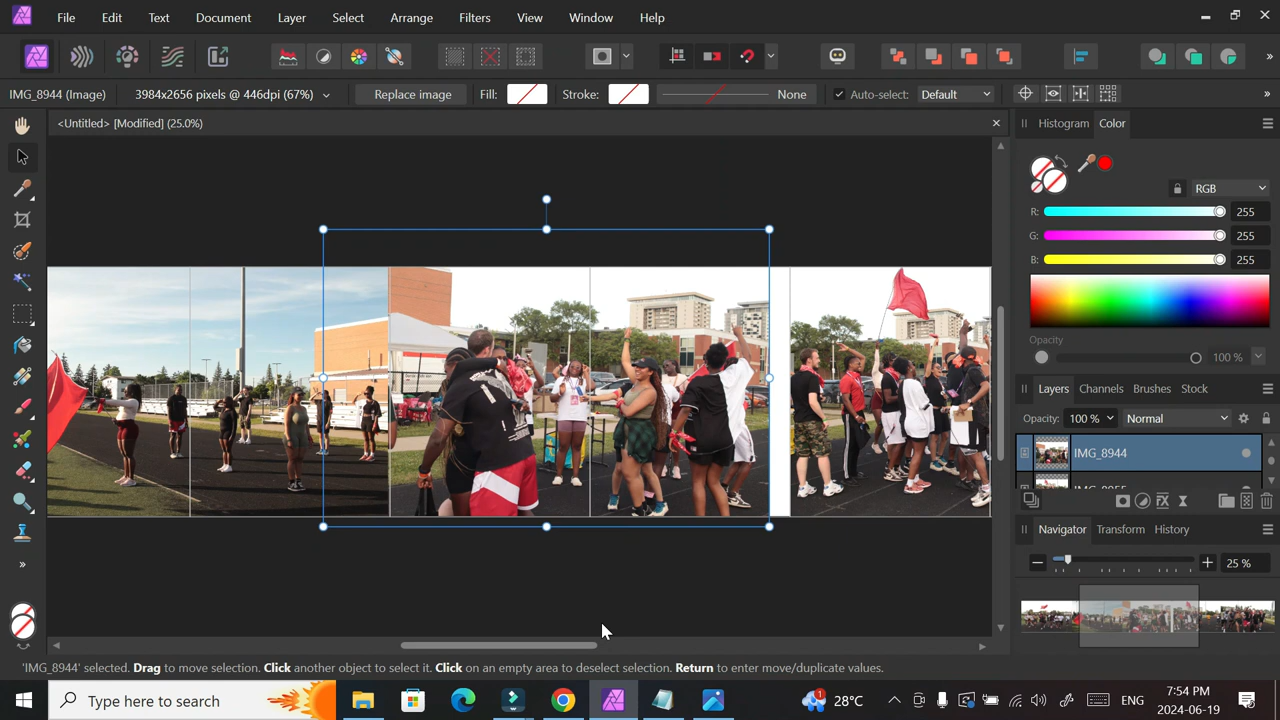 File Edit Text Document Layer Select Arrange Filters View Window Help
IMG_8944 (Image) 3984x2656 pixels @ 446dpi (67%) Replace image Fill: Stroke: None Auto-select: Default
<Untitled> [Modified] (25.0%)
Histogram Color
RGB
R: 255
G: 255
B: 255
Opacity
100 %
Layers Channels Brushes Stock
Opacity: 100 % Normal
IMG_8944
Navigator Transform History
25 %
'IMG_8944' selected. Drag to move selection. Click another object to select it. Click on an empty area to deselect selection. Return to enter move/duplicate values.
Type here to search
1
28°C
ENG
7:54 PM
2024-06-19